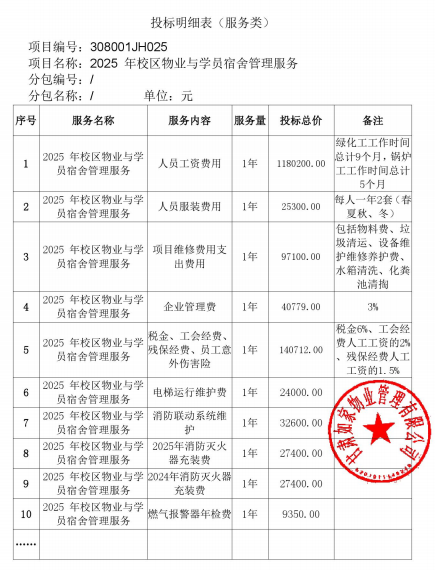 投标明细表（服务类）
项目编号：308001JH025
项目名称：2025 年校区物业与学员宿舍管理服务
分包编号：/
分包名称：/ 单位：元
序号 服务名称 服务内容 服务量 投标总价 备注
1 2025 年校区物业与学员宿舍管理服务 人员工资费用 1年 1180200.00 绿化工工作时间总计9个月，锅炉工工作时间总计5个月
2 2025 年校区物业与学员宿舍管理服务 人员服装费用 1年 25300.00 每人一年2套（春夏秋、冬）
3 2025 年校区物业与学员宿舍管理服务 项目维修费用支出费用 1年 97100.00 包括物料费、垃圾清运、设备维护维修养护费、水箱清洗、化粪池清掏
4 2025 年校区物业与学员宿舍管理服务 企业管理费 1年 40779.00 3%
5 2025 年校区物业与学员宿舍管理服务 税金、工会经费、残保经费、员工意外伤害险 1年 140712.00 税金6%、工会经费人工工资的2%、残保经费人工工资的1.5%
6 2025 年校区物业与学员宿舍管理服务 电梯运行维护费 1年 24000.00
7 2025 年校区物业与学员宿舍管理服务 消防联动系统维护 1年 32600.00
8 2025 年校区物业与学员宿舍管理服务 2025年消防灭火器充装费 1年 27400.00
9 2025 年校区物业与学员宿舍管理服务 2024年消防灭火器充装费 1年 27400.00
10 2025 年校区物业与学员宿舍管理服务 燃气报警器年检费 1年 9350.00
……
甘肃如家物业管理有限公司